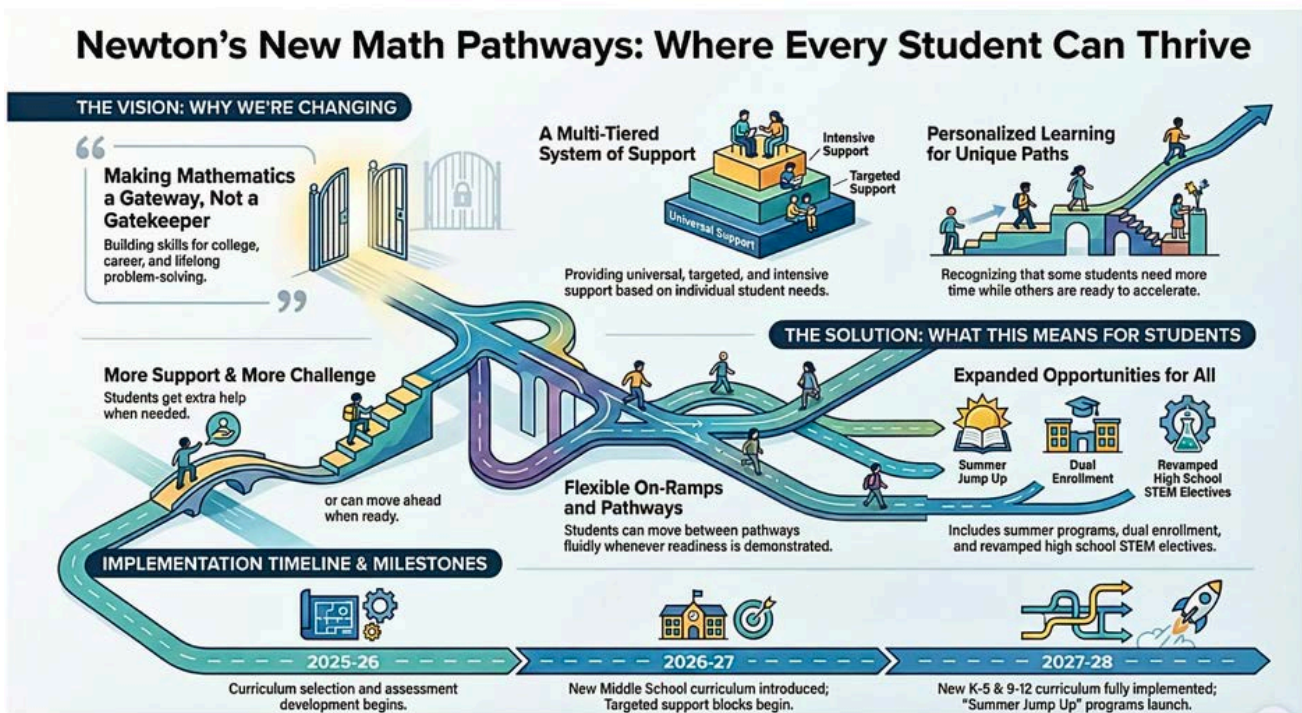 Newton's New Math Pathways: Where Every Student Can Thrive
THE VISION: WHY WE'RE CHANGING
“
Making Mathematics
a Gateway, Not a
Gatekeeper
Building skills for college,
career, and lifelong
problem-solving.
”
A Multi-Tiered
System of Support
Intensive
Support
Targeted
Support
Universal Support
Providing universal, targeted, and intensive
support based on individual student needs.
Personalized Learning
for Unique Paths
Recognizing that some students need more
time while others are ready to accelerate.
THE SOLUTION: WHAT THIS MEANS FOR STUDENTS
More Support & More Challenge
Students get extra help
when needed.
or can move ahead
when ready.
Flexible On-Ramps
and Pathways
Students can move between pathways
fluidly whenever readiness is demonstrated.
Expanded Opportunities for All
Summer
Jump Up
Dual
Enrollment
Revamped
High School
STEM Electives
Includes summer programs, dual enrollment,
and revamped high school STEM electives.
IMPLEMENTATION TIMELINE & MILESTONES
2025-26
Curriculum selection and assessment
development begins.
2026-27
New Middle School curriculum introduced;
Targeted support blocks begin.
2027-28
New K-5 & 9-12 curriculum fully implemented;
"Summer Jump Up" programs launch.